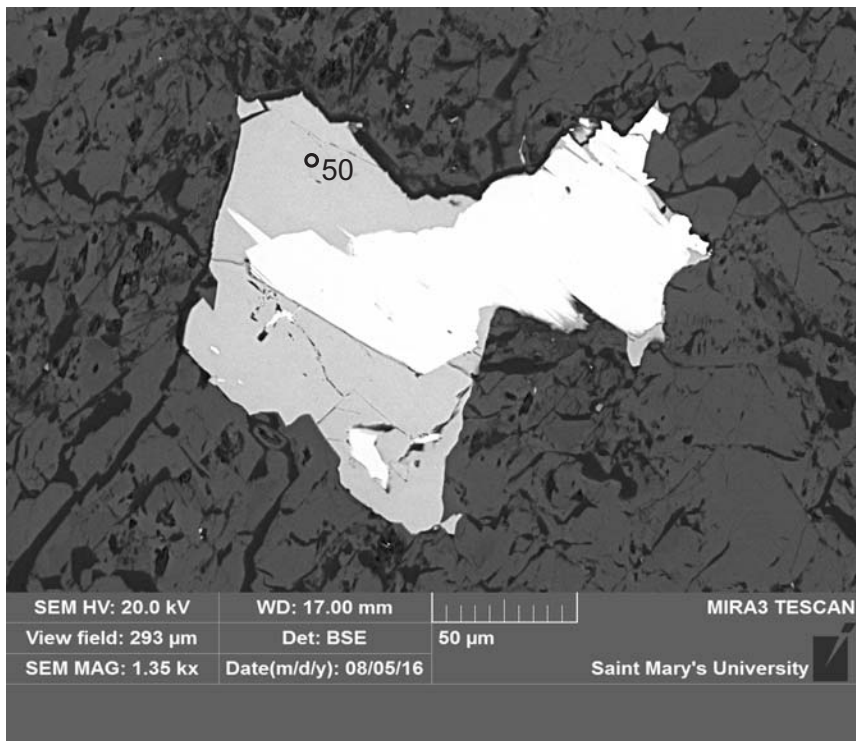 50
SEM HV: 20.0 kV WD: 17.00 mm MIRA3 TESCAN
View field: 293 µm Det: BSE 50 µm
SEM MAG: 1.35 kx Date(m/d/y): 08/05/16 Saint Mary's University